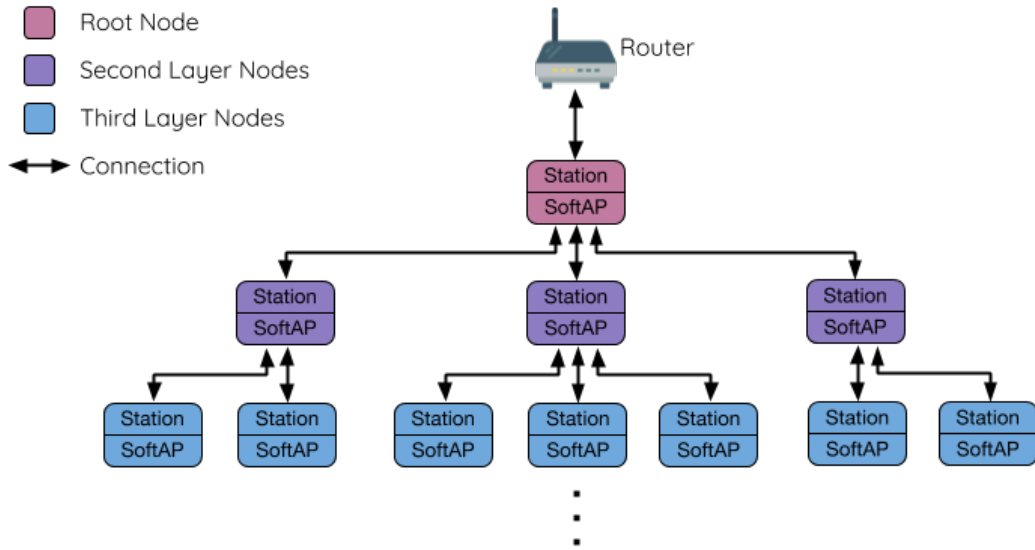 Root Node
Second Layer Nodes
Third Layer Nodes
Connection
Router
Station
SoftAP
Station
SoftAP
Station
SoftAP
Station
SoftAP
Station
SoftAP
Station
SoftAP
Station
SoftAP
Station
SoftAP
Station
SoftAP
Station
SoftAP
Station
SoftAP